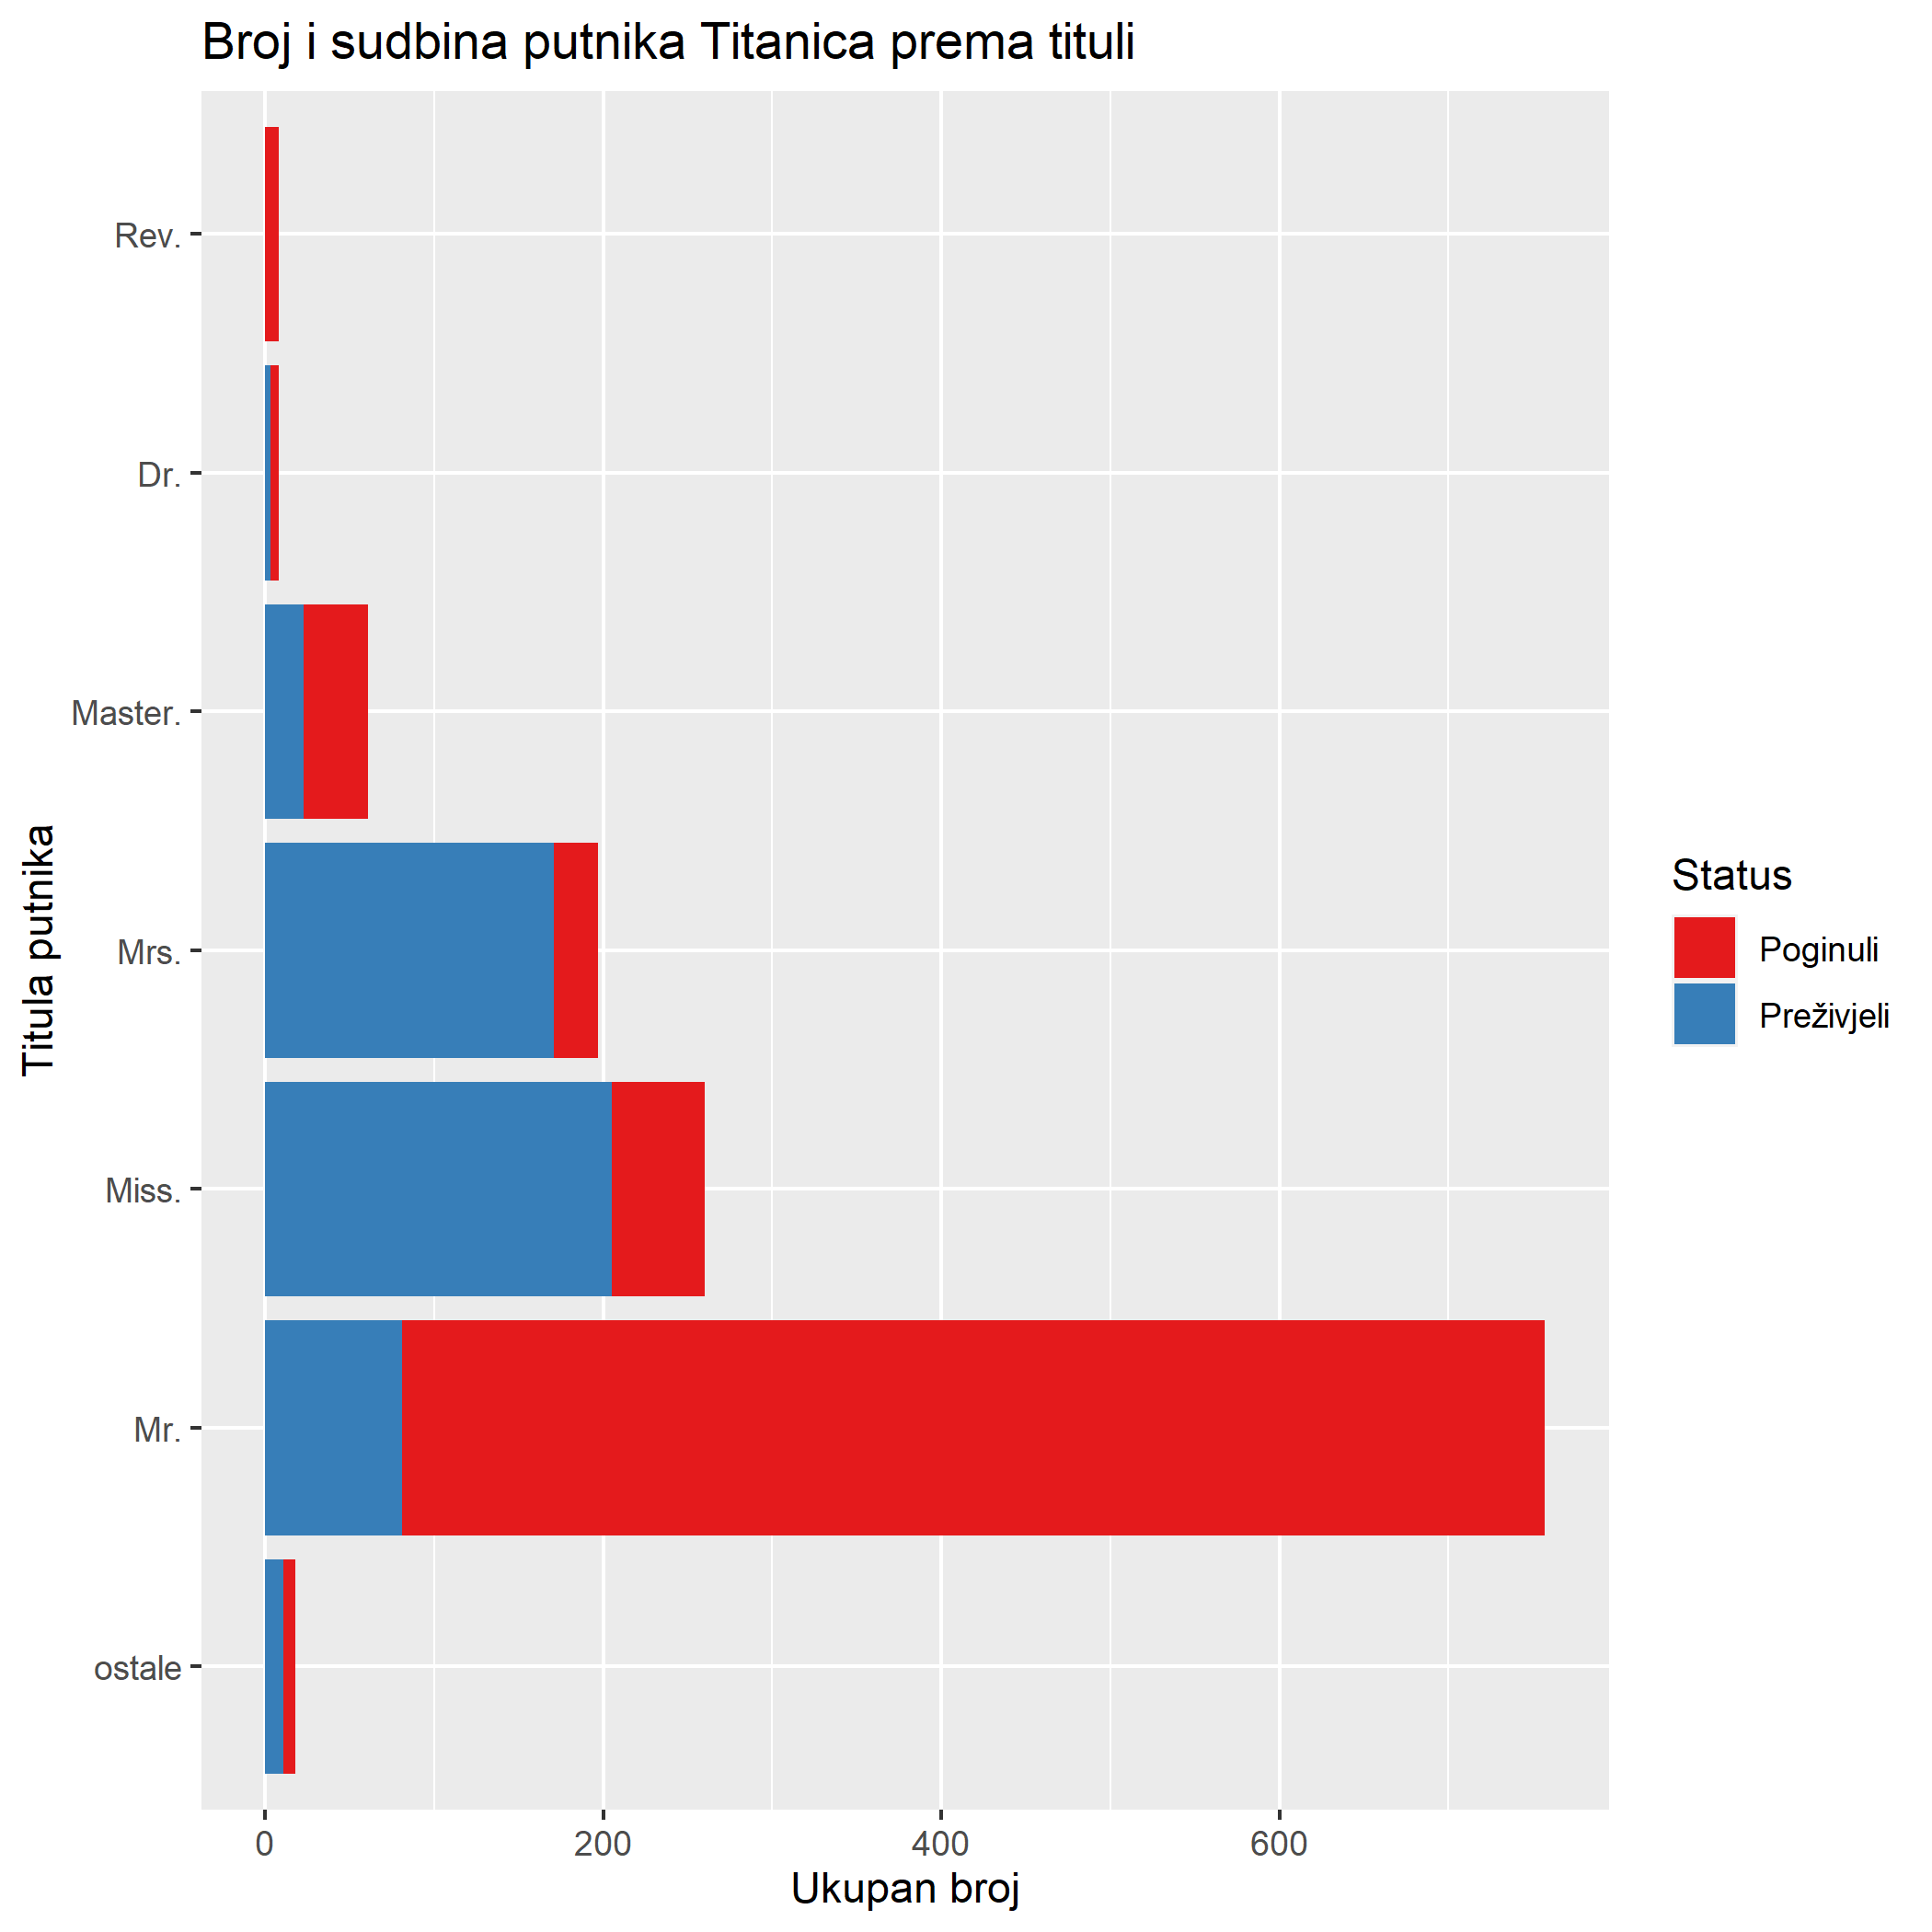 Broj i sudbina putnika Titanica prema tituli
Titula putnika
Rev.
Dr.
Master.
Mrs.
Miss.
Mr.
ostale
0
200
400
600
Ukupan broj
Status
Poginuli
Preživjeli